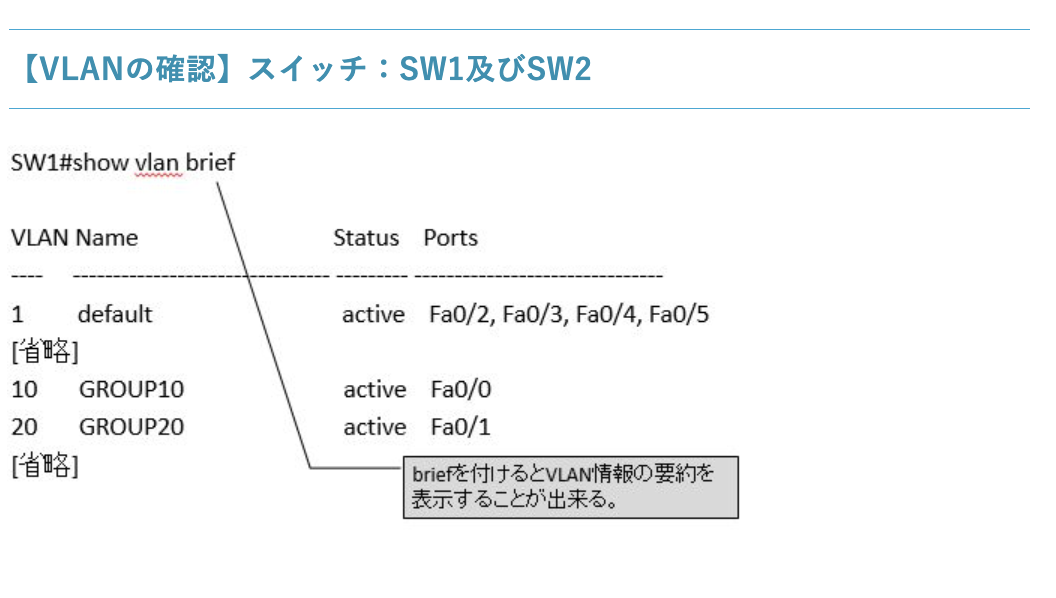 【VLANの確認】スイッチ：SW1及びSW2
SW1#show vlan brief
VLAN Name Status Ports
---- -------------------------------- --------- -------------------------------
1 default active Fa0/2, Fa0/3, Fa0/4, Fa0/5
[省略]
10 GROUP10 active Fa0/0
20 GROUP20 active Fa0/1
[省略]
briefを付けるとVLAN情報の要約を
表示することが出来る。